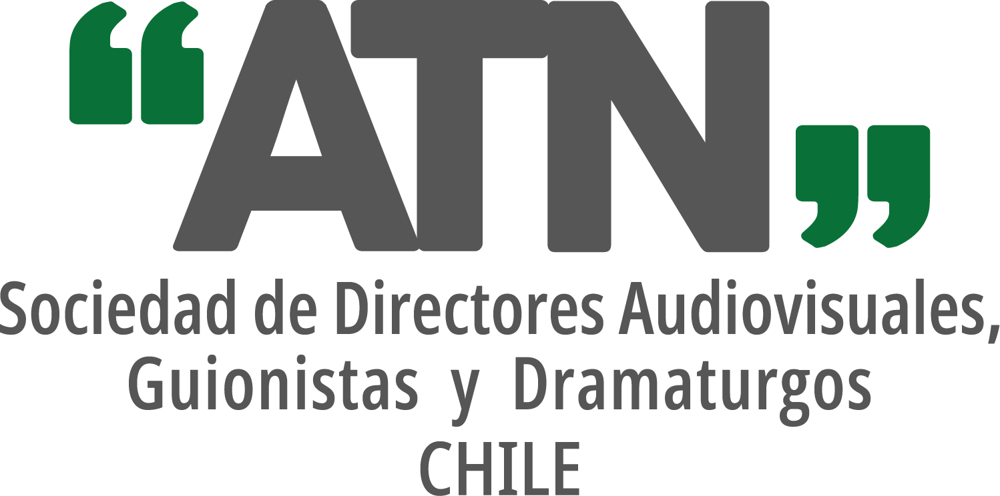 “ATN”
Sociedad de Directores Audiovisuales,
Guionistas y Dramaturgos
CHILE